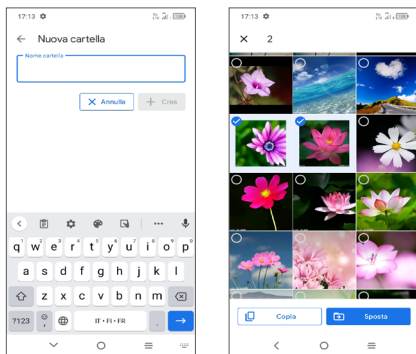 17:13
Nuova cartella
Nome cartella
Annulla
Crea
q w e r t y u i o p
a s d f g h j k l
z x c v b n m
?123
IT • FI • FR
.
17:13
2
Copia
Sposta